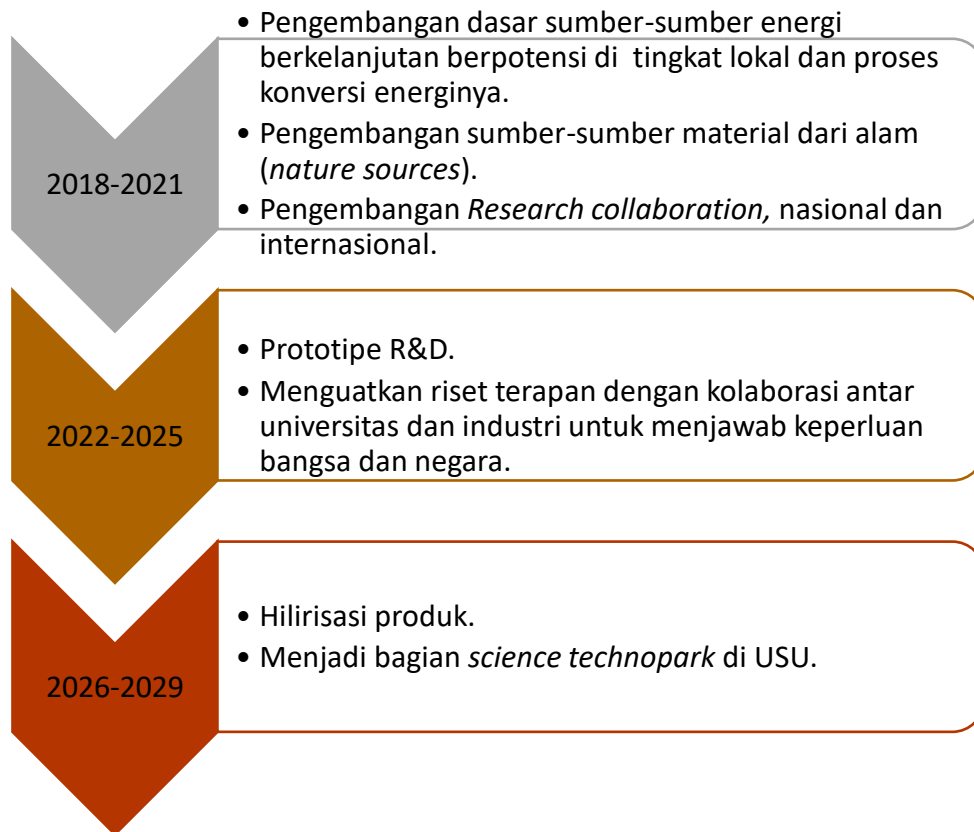 • Pengembangan dasar sumber-sumber energi
berkelanjutan berpotensi di  tingkat lokal dan proses
konversi energinya.
• Pengembangan sumber-sumber material dari alam
(nature sources).
2018-2021
• Pengembangan Research collaboration, nasional dan
internasional.
• Prototipe R&D.
• Menguatkan riset terapan dengan kolaborasi antar
universitas dan industri untuk menjawab keperluan
bangsa dan negara.
2022-2025
• Hilirisasi produk.
• Menjadi bagian science technopark di USU.
2026-2029